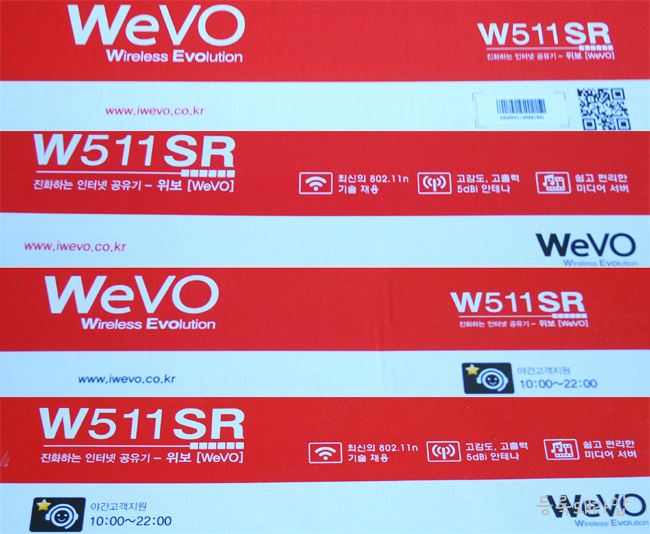 WeVO
Wireless Evolution
W511SR
진화하는 인터넷 공유기 - 위보 [WeVO]
www.iwevo.co.kr
W511SR
진화하는 인터넷 공유기 - 위보 [WeVO]
최신의 802.11n
기술 채용
고감도, 고출력
5dBi 안테나
쉽고 편리한
미디어 서버
www.iwevo.co.kr
WeVO
Wireless Evolution
WeVO
Wireless Evolution
W511SR
진화하는 인터넷 공유기 - 위보 [WeVO]
www.iwevo.co.kr
야간고객지원
10:00~22:00
W511SR
진화하는 인터넷 공유기 - 위보 [WeVO]
최신의 802.11n
기술 채용
고감도, 고출력
5dBi 안테나
쉽고 편리한
미디어 서버
야간고객지원
10:00~22:00
WeVO
Wireless Evolution